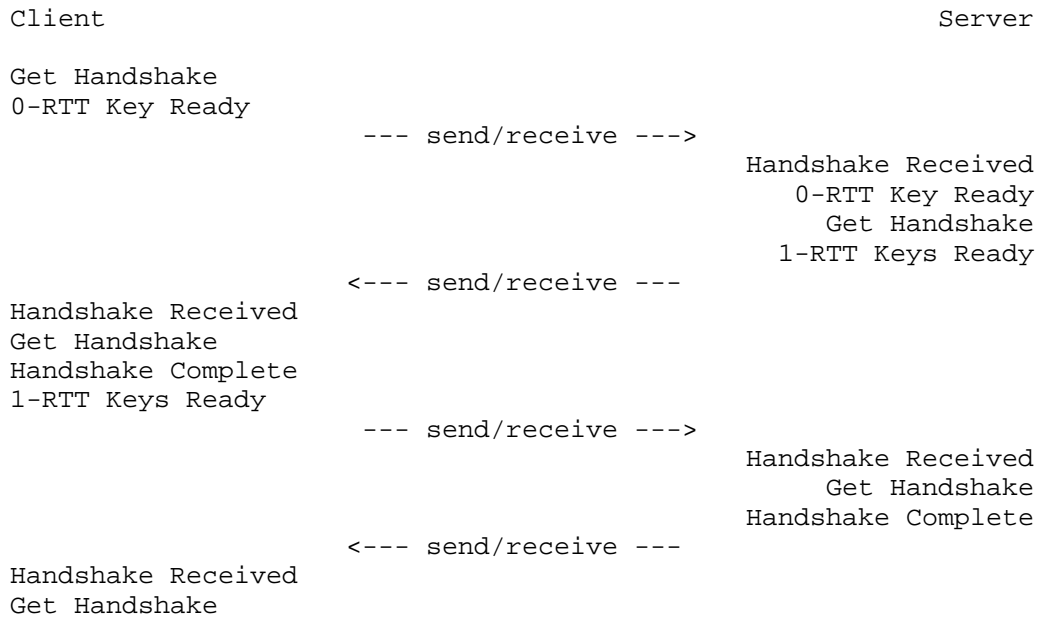 Client Server
Get Handshake
0-RTT Key Ready
--- send/receive --->
Handshake Received
0-RTT Key Ready
Get Handshake
1-RTT Keys Ready
<--- send/receive ---
Handshake Received
Get Handshake
Handshake Complete
1-RTT Keys Ready
--- send/receive --->
Handshake Received
Get Handshake
Handshake Complete
<--- send/receive ---
Handshake Received
Get Handshake